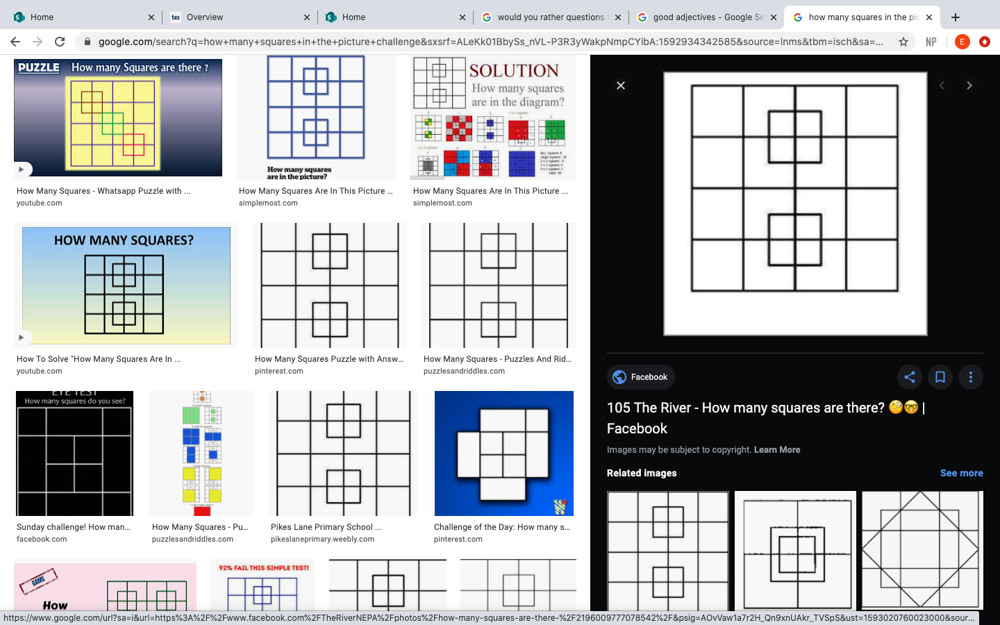 Home
tes Overview
Home
would you rather questions
good adjectives - Google Se
how many squares in the pic
google.com/search?q=how+many+squares+in+the+picture+challenge&sxsrf=ALeKk01BbySs_nVL-P3R3yWakpNmpCYibA:1592934342585&source=lnms&tbm=isch&sa=...
NP
E
PUZZLE How many Squares are there ?
How Many Squares - Whatsapp Puzzle with ...
youtube.com
How many squares
are in the picture?
How Many Squares Are In This Picture ...
simplemost.com
SOLUTION
How many squares
are in the diagram?
How Many Squares Are In This Picture ...
simplemost.com
HOW MANY SQUARES?
How To Solve "How Many Squares Are In ...
youtube.com
How Many Squares Puzzle with Answ...
pinterest.com
How Many Squares - Puzzles And Rid...
puzzlesandriddles.com
EYE TEST
How many squares do you see?
Sunday challenge! How man...
facebook.com
How Many Squares - Pu...
puzzlesandriddles.com
Pikes Lane Primary School ...
pikeslaneprimary.weebly.com
Challenge of the Day: How many s...
pinterest.com
GAME
How
92% FAIL THIS SIMPLE TEST!
Facebook
105 The River - How many squares are there? 🧐🤓 |
Facebook
Images may be subject to copyright. Learn More
Related images
See more
https://www.google.com/url?sa=i&url=https%3A%2F%2Fwww.facebook.com%2FTheRiverNEPA%2Fphotos%2Fhow-many-squares-are-there-%2F2196009777078542%2F&psig=AOvVaw1a7r2H_Qn9xnUAkr_TVSpS&ust=1593020760023000&sour...